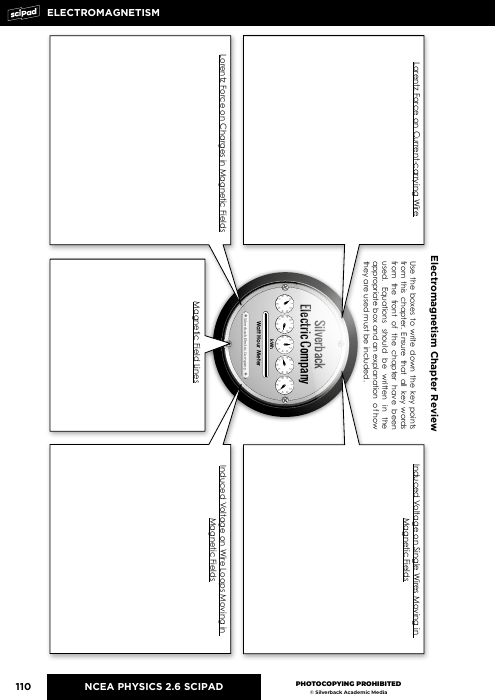 scipad
ELECTROMAGNETISM
Electromagnetism Chapter Review
Use the boxes to write down the key points
from this chapter. Ensure that all key words
from the front of the chapter have been
used. Equations should be written in the
appropriate box and an explanation of how
they are used must be included.
Lorentz Force on Current-carrying Wire
Induced Voltage on Single Wires Moving in
Magnetic Fields
Silverback
Electric Company
kWh
Watt Hour Meter
Lorentz Force on Charges in Magnetic Fields
Magnetic Field Lines
Induced Voltage on Wire Loops Moving in
Magnetic Fields
110
NCEA PHYSICS 2.6 SCIPAD
PHOTOCOPYING PROHIBITED
© Silverback Academic Media